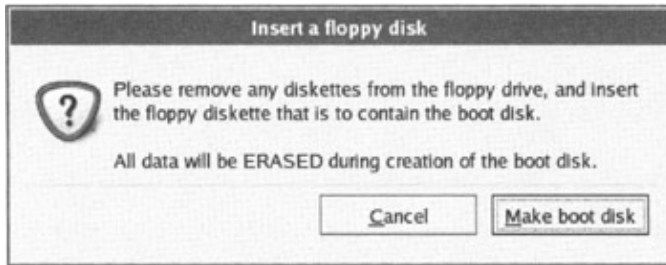 Insert a floppy disk
?
Please remove any diskettes from the floppy drive, and insert
the floppy diskette that is to contain the boot disk.
All data will be ERASED during creation of the boot disk.
Cancel
Make boot disk